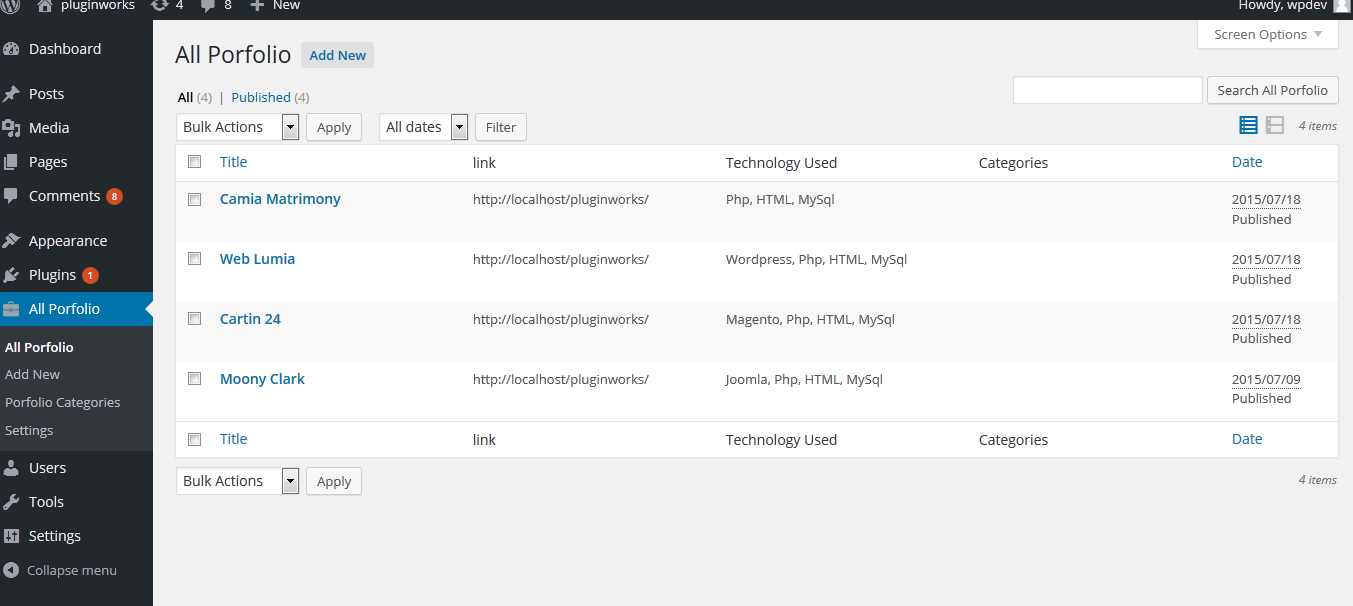 pluginworks 4 8 New Howdy, wpdev
Dashboard
Posts
Media
Pages
Comments 8
Appearance
Plugins 1
All Porfolio
All Porfolio
Add New
Porfolio Categories
Settings
Users
Tools
Settings
Collapse menu
Screen Options
All Porfolio Add New
All (4) | Published (4)
Search All Porfolio
Bulk Actions Apply All dates Filter 4 items
Title link Technology Used Categories Date
Camia Matrimony http://localhost/pluginworks/ Php, HTML, MySql 2015/07/18
Published
Web Lumia http://localhost/pluginworks/ Wordpress, Php, HTML, MySql 2015/07/18
Published
Cartin 24 http://localhost/pluginworks/ Magento, Php, HTML, MySql 2015/07/18
Published
Moony Clark http://localhost/pluginworks/ Joomla, Php, HTML, MySql 2015/07/09
Published
Title link Technology Used Categories Date
Bulk Actions Apply 4 items